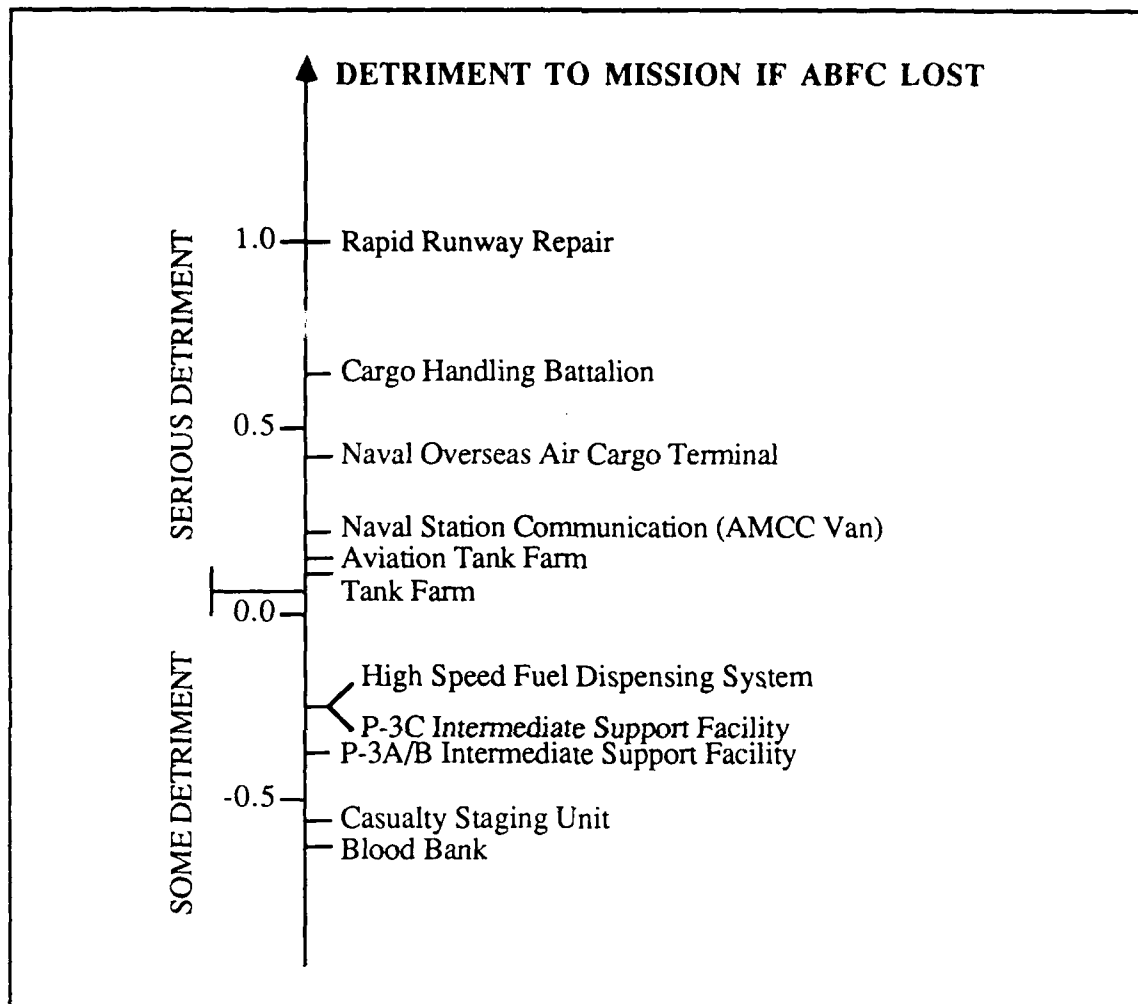 DETRIMENT TO MISSION IF ABFC LOST
SERIOUS DETRIMENT
1.0
Rapid Runway Repair
Cargo Handling Battalion
0.5
Naval Overseas Air Cargo Terminal
Naval Station Communication (AMCC Van)
Aviation Tank Farm
Tank Farm
0.0
SOME DETRIMENT
High Speed Fuel Dispensing System
P-3C Intermediate Support Facility
P-3A/B Intermediate Support Facility
-0.5
Casualty Staging Unit
Blood Bank